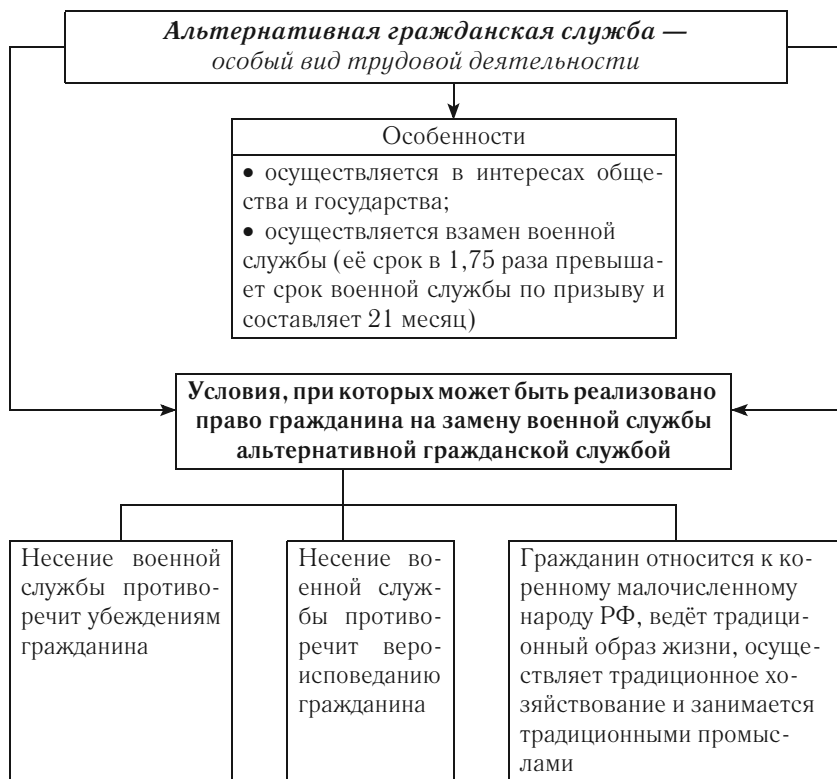 Альтернативная гражданская служба —
особый вид трудовой деятельности
Особенности
• осуществляется в интересах обще-
ства и государства;
• осуществляется взамен военной
службы (её срок в 1,75 раза превыша-
ет срок военной службы по призыву и
составляет 21 месяц)
Условия, при которых может быть реализовано
право гражданина на замену военной службы
альтернативной гражданской службой
Несение военной
службы противо-
речит убеждениям
гражданина
Несение во-
енной служ-
бы противо-
речит веро-
исповеданию
гражданина
Гражданин относится к ко-
ренному малочисленному
народу РФ, ведёт традици-
онный образ жизни, осуще-
ствляет традиционное хо-
зяйствование и занимается
традиционными промыс-
лами